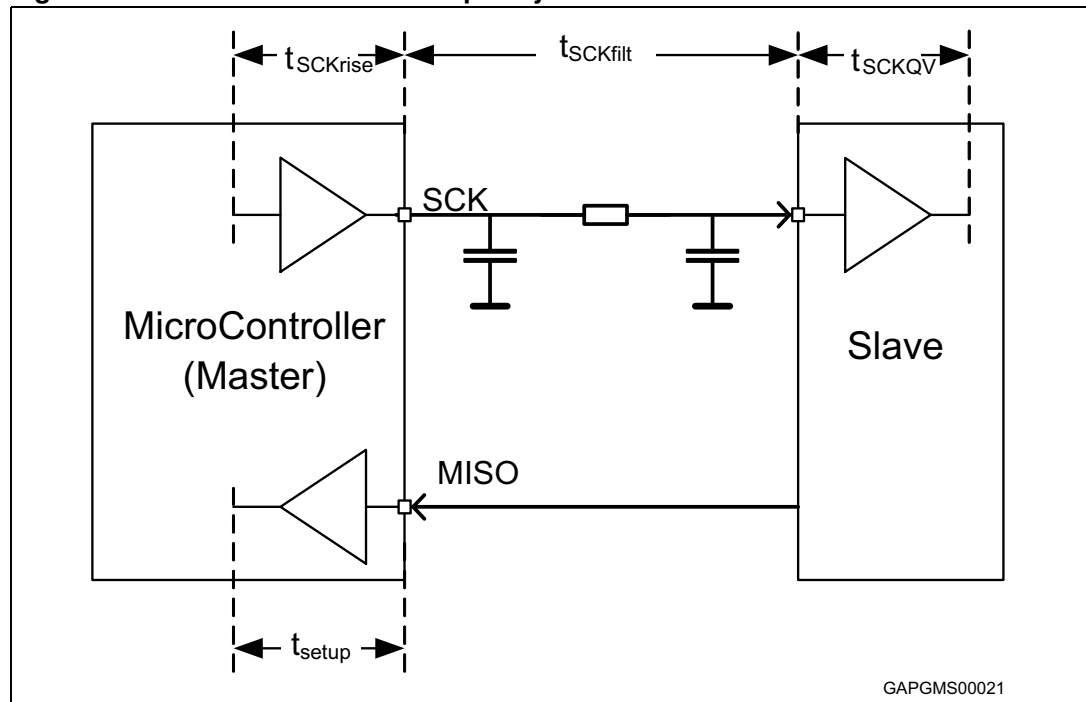 tSCKrise
tSCKfilt
tSCKQV
SCK
MicroController
(Master)
Slave
MISO
tsetup
GAPGMS00021